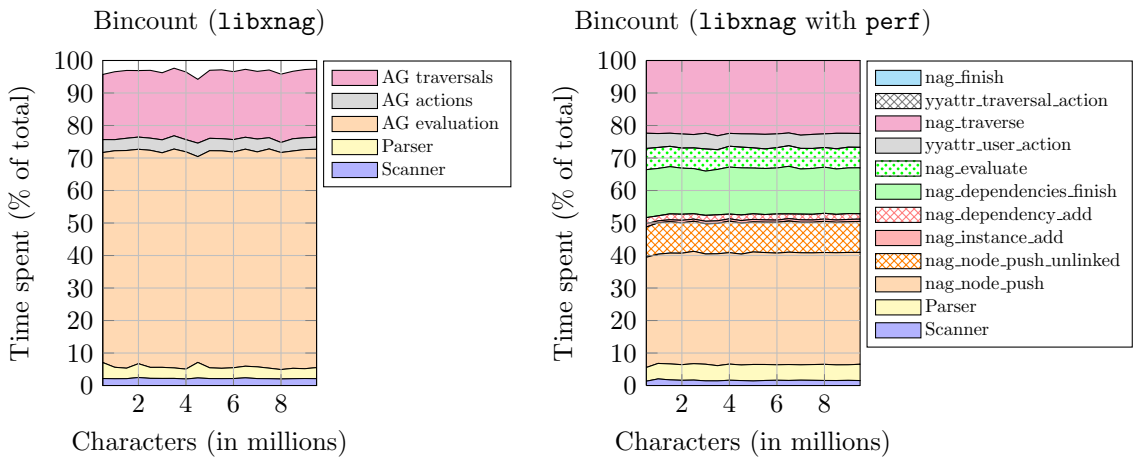 Bincount (libxnag)
Time spent (% of total)
100
90
80
70
60
50
40
30
20
10
0
2 4 6 8
Characters (in millions)
AG traversals
AG actions
AG evaluation
Parser
Scanner
Bincount (libxnag with perf)
Time spent (% of total)
100
90
80
70
60
50
40
30
20
10
0
2 4 6 8
Characters (in millions)
nag_finish
yyattr_traversal_action
nag_traverse
yyattr_user_action
nag_evaluate
nag_dependencies_finish
nag_dependency_add
nag_instance_add
nag_node_push_unlinked
nag_node_push
Parser
Scanner